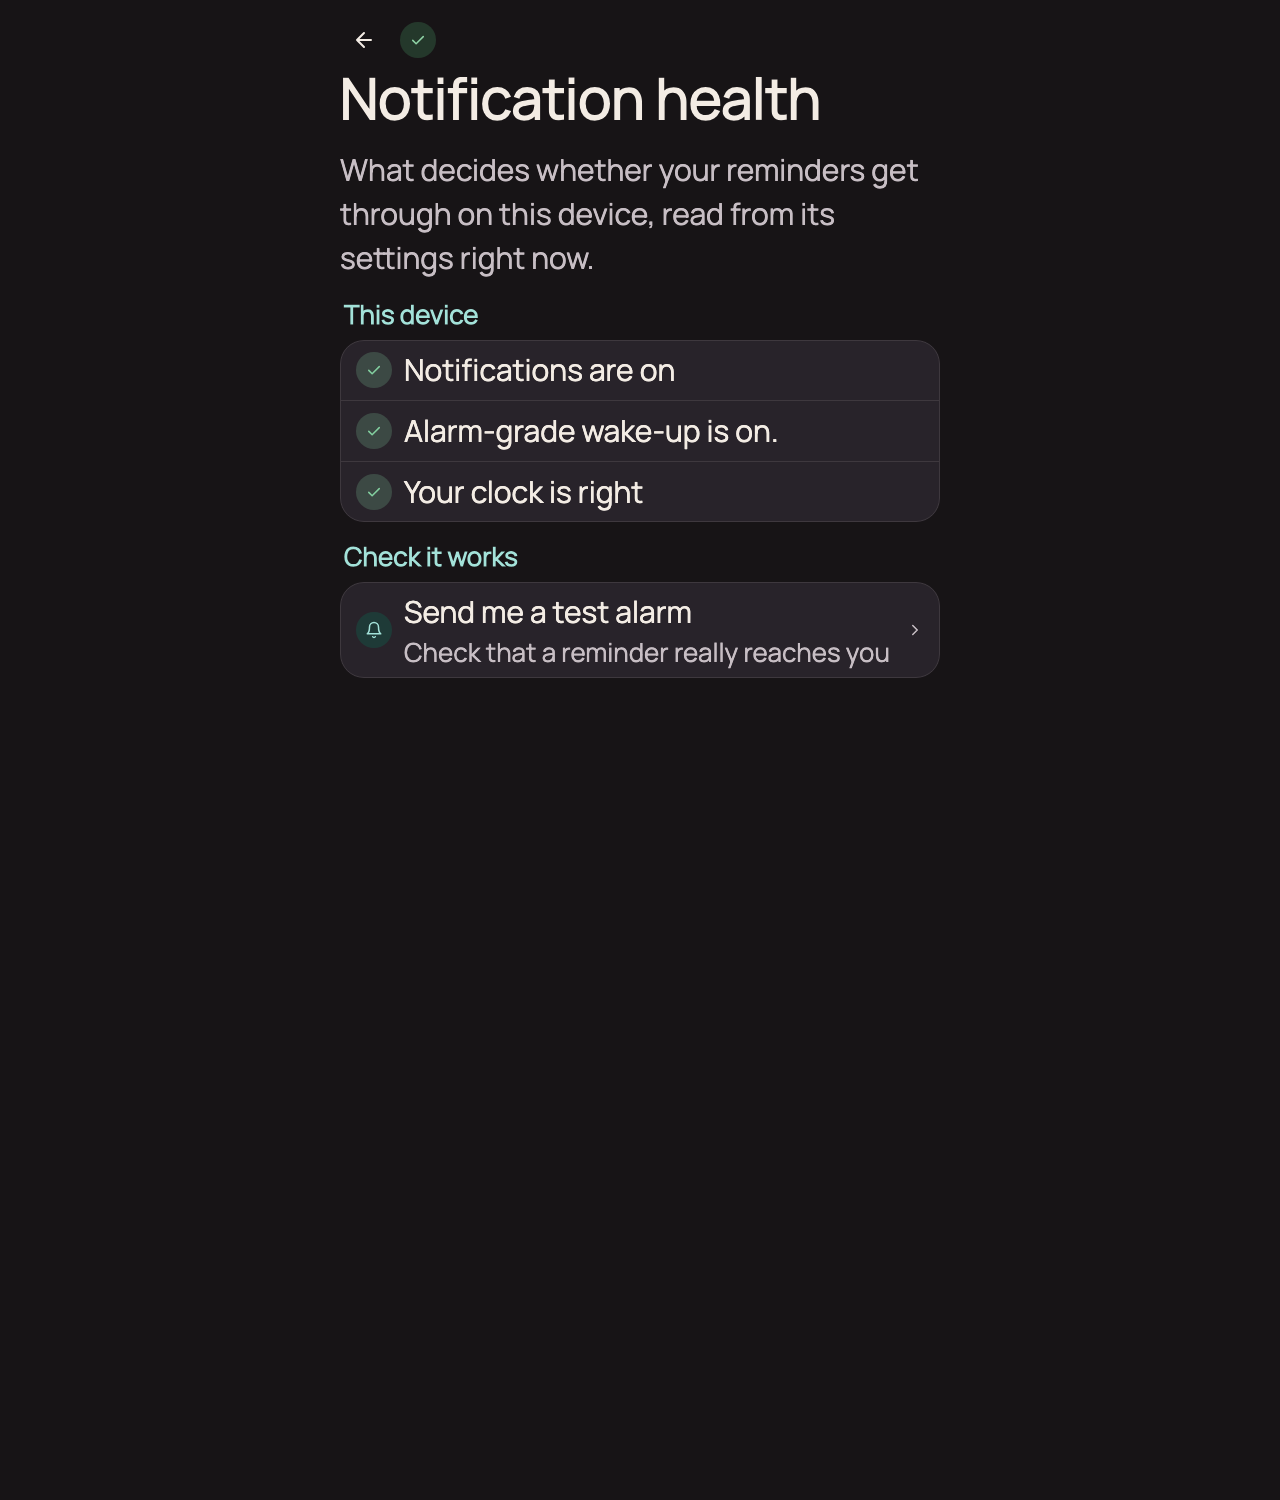 Notification health
What decides whether your reminders get
through on this device, read from its
settings right now.
This device
Notifications are on
Alarm-grade wake-up is on.
Your clock is right
Check it works
Send me a test alarm
Check that a reminder really reaches you